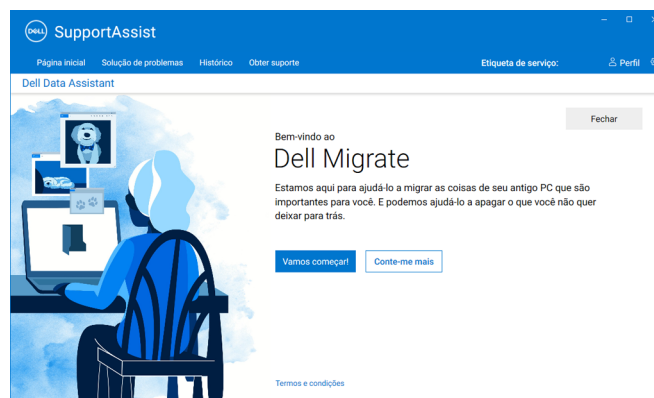 DELL SupportAssist
Página inicial Solução de problemas Histórico Obter suporte Etiqueta de serviço: Perfil
Dell Data Assistant
Fechar
Bem-vindo ao
Dell Migrate
Estamos aqui para ajudá-lo a migrar as coisas de seu antigo PC que são
importantes para você. E podemos ajudá-lo a apagar o que você não quer
deixar para trás.
Vamos começar! Conte-me mais
Termos e condições